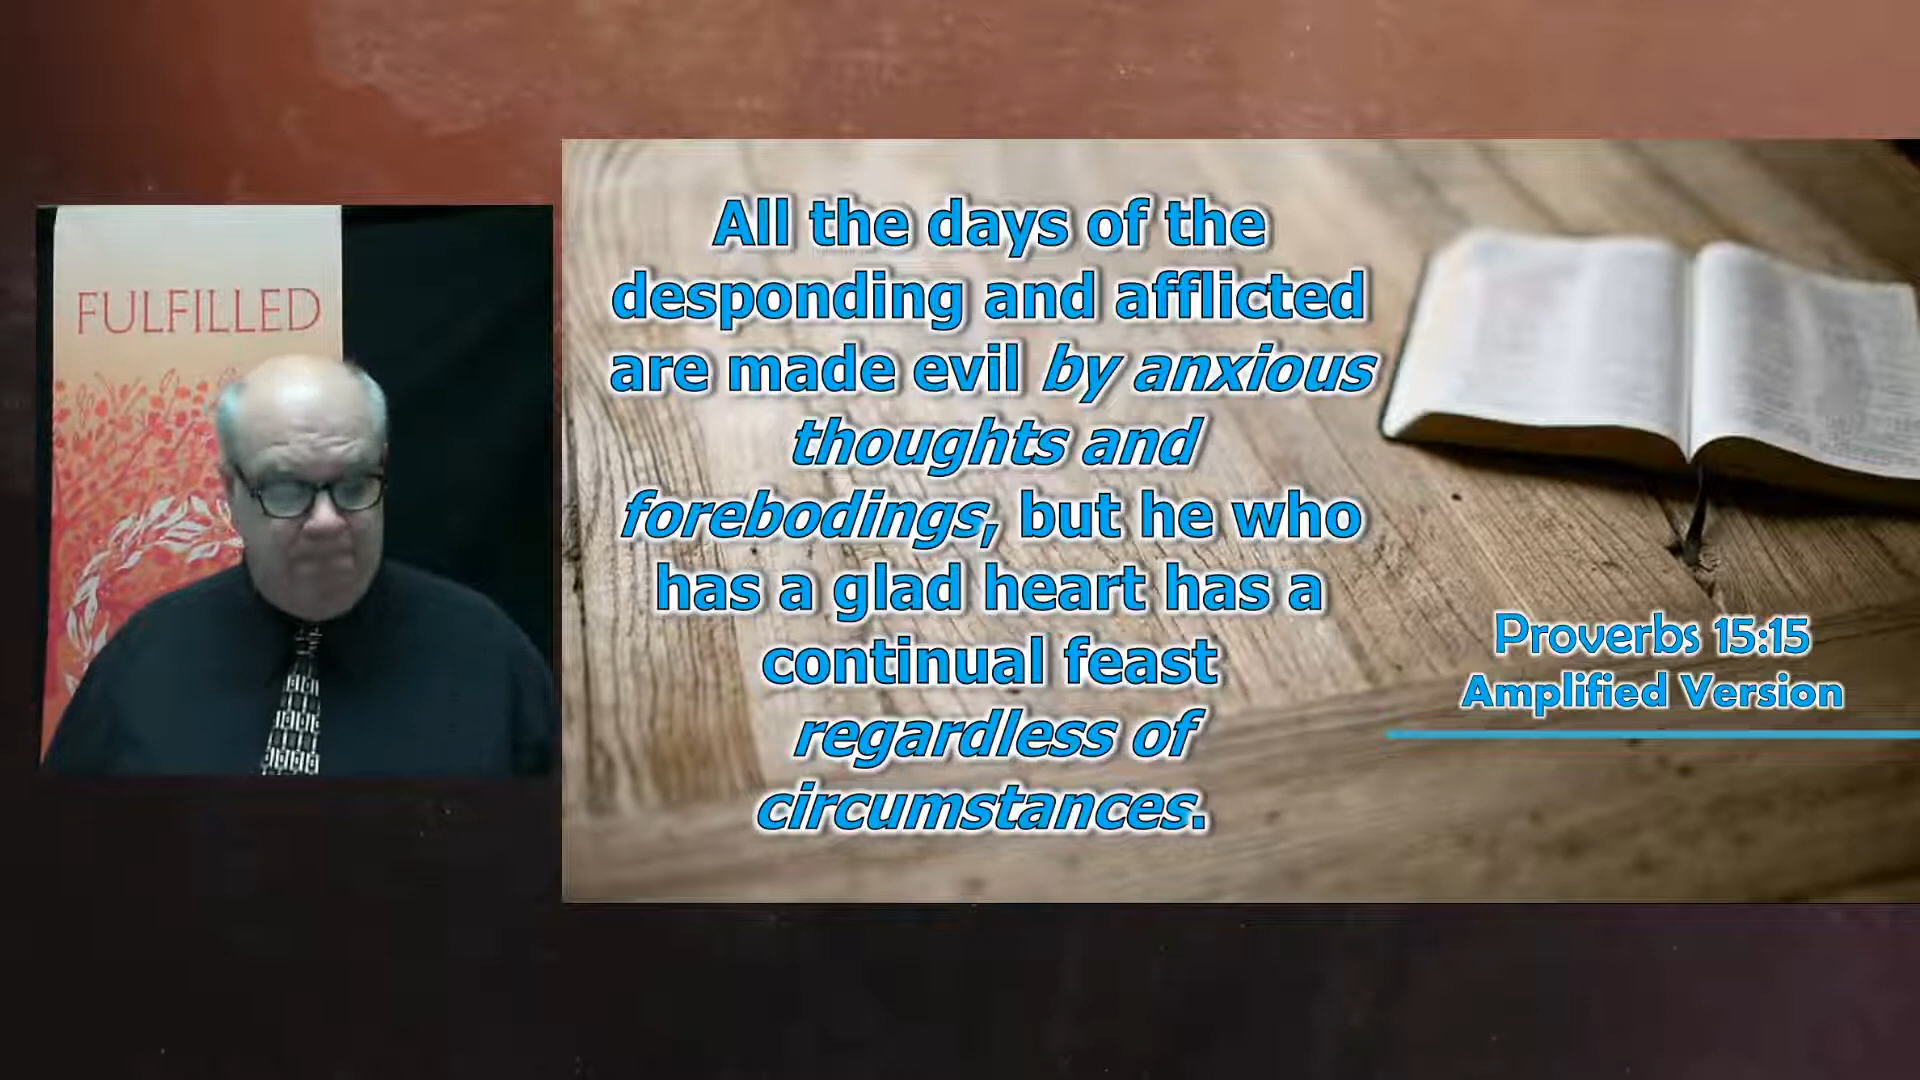 FULFILLED
All the days of the
desponding and afflicted
are made evil by anxious
thoughts and
forebodings, but he who
has a glad heart has a
continual feast
regardless of
circumstances.
Proverbs 15:15
Amplified Version